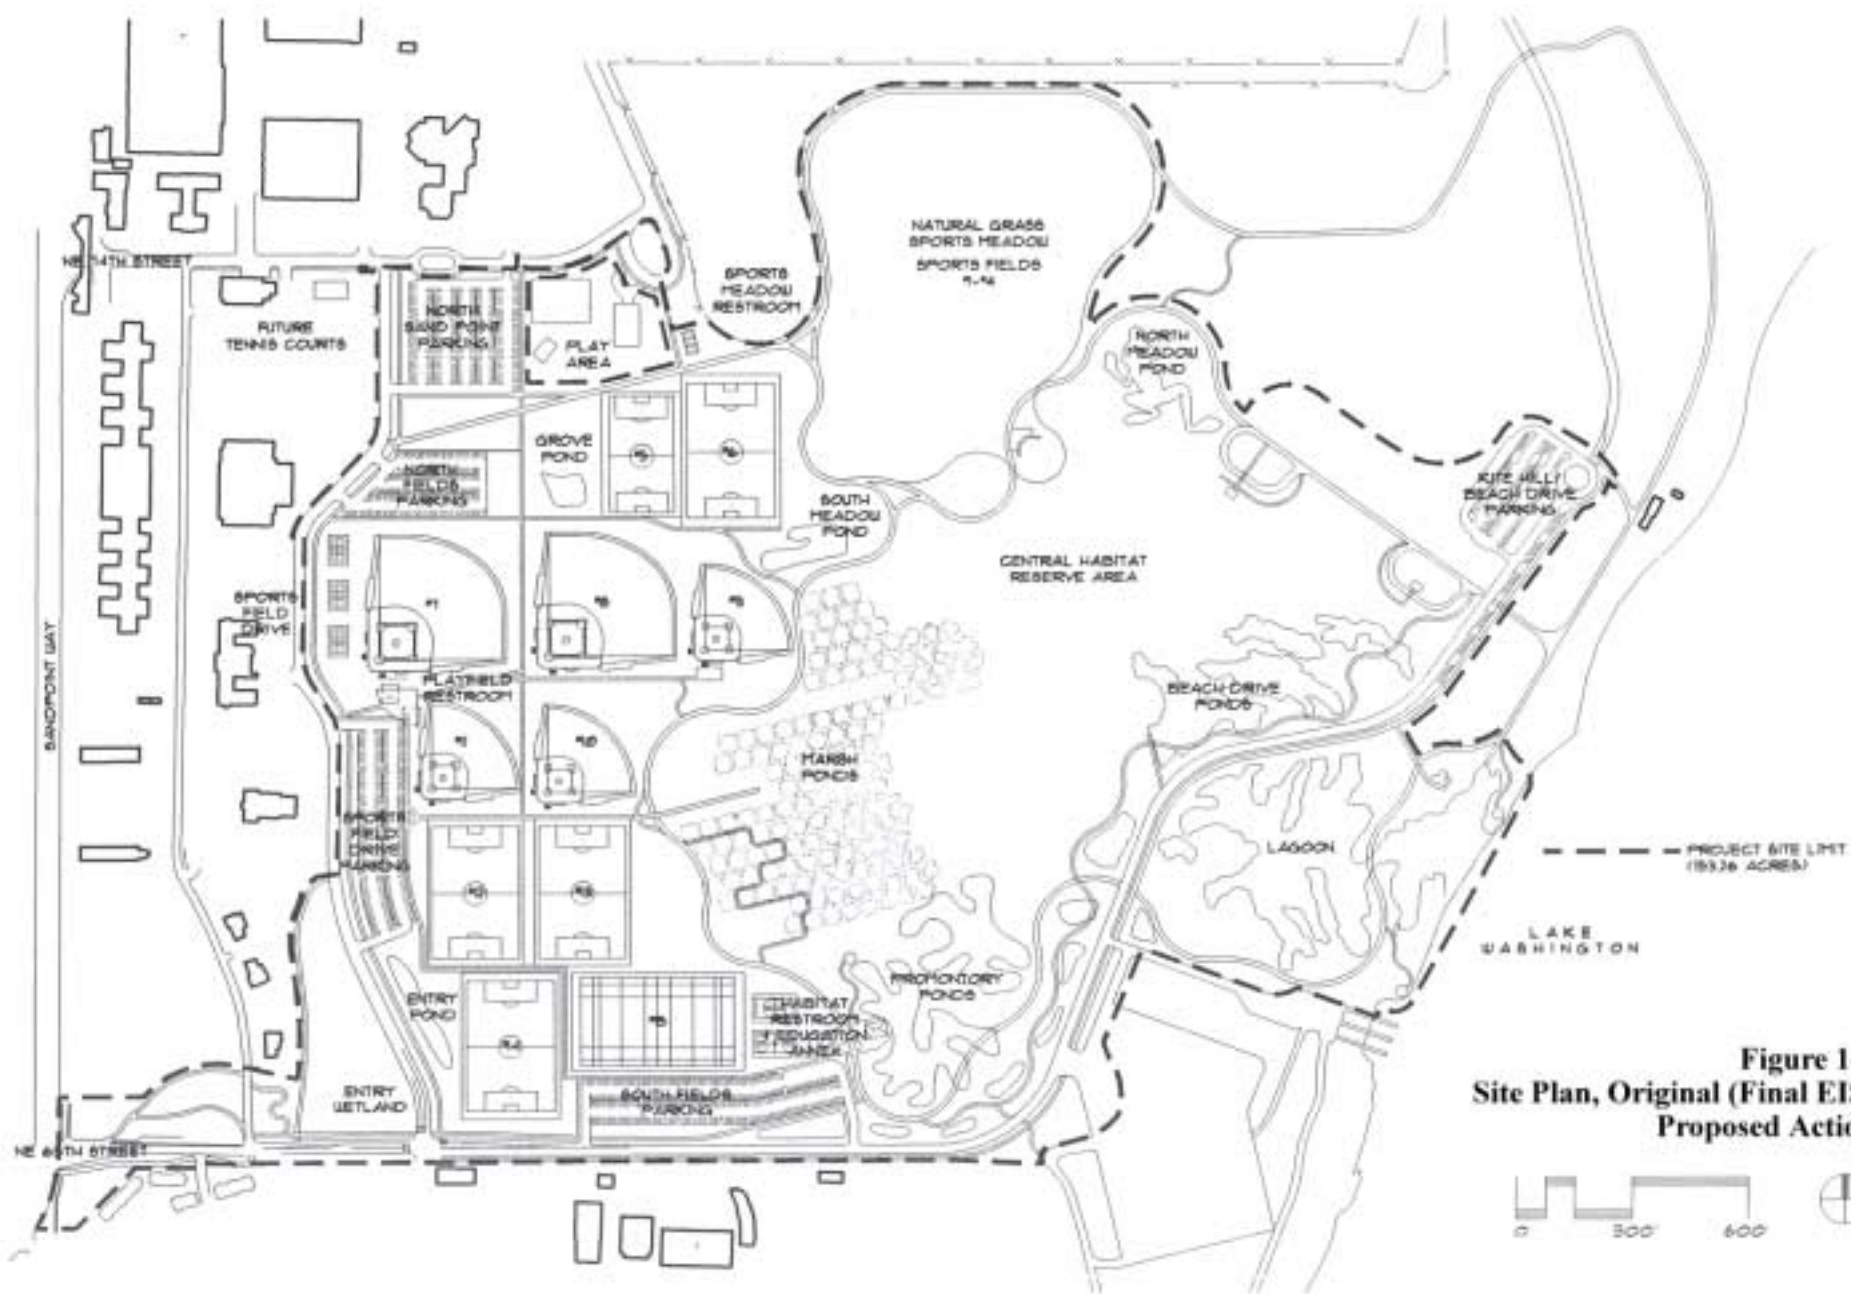 NE 74TH STREET
FUTURE
TENNIS COURTS
NORTH
SAND POINT
PARKING
PLAY
AREA
SPORTS
MEADOW
RESTROOM
NATURAL GRASS
SPORTS MEADOW
SPORTS FIELDS
NORTH
MEADOW
POND
GROVE
POND
NORTH
FIELDS
PARKING
SOUTH
MEADOW
POND
KITE HILL/
BEACH DRIVE
PARKING
CENTRAL HABITAT
RESERVE AREA
SPORTS
FIELD
DRIVE
SANDPOINT WAY
PLAYFIELD
RESTROOM
BEACH DRIVE
PONDS
MARSH
PONDS
SPORTS
FIELD
DRIVE
PARKING
LAGOON
PROJECT SITE LIMIT
ACRES)
LAKE
WASHINGTON
ENTRY
POND
PROMONTORY
PONDS
HABITAT
RESTROOM
EDUCATION
ANNEX
ENTRY
WETLAND
SOUTH FIELDS
PARKING
NE 65TH STREET
Figure 1
Site Plan, Original (Final EIS
Proposed Actio
0 300' 600'